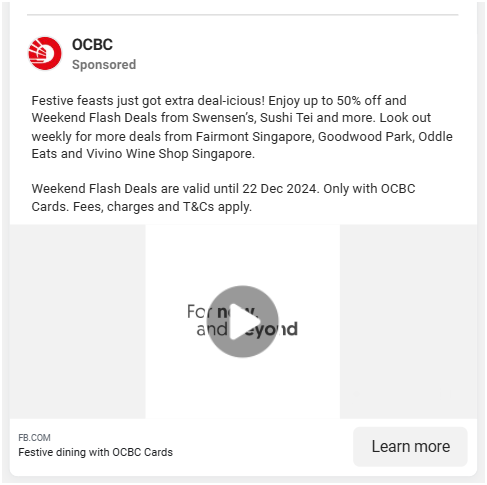 OCBC
Sponsored
Festive feasts just got extra deal-icious! Enjoy up to 50% off and
Weekend Flash Deals from Swensen's, Sushi Tei and more. Look out
weekly for more deals from Fairmont Singapore, Goodwood Park, Oddle
Eats and Vivino Wine Shop Singapore.
Weekend Flash Deals are valid until 22 Dec 2024. Only with OCBC
Cards. Fees, charges and T&Cs apply.
For now,
and beyond
FB.COM
Festive dining with OCBC Cards
Learn more